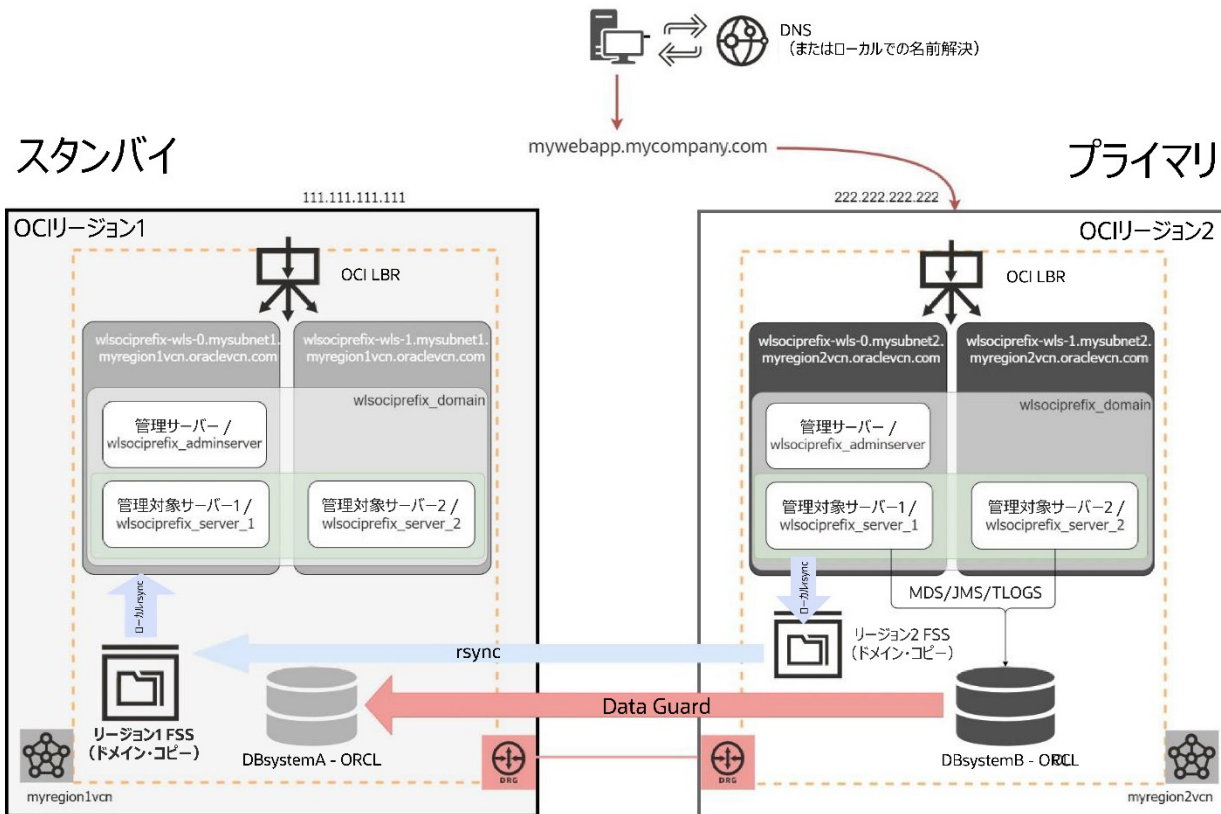 DNS
（またはローカルでの名前解決）
mywebapp.mycompany.com
スタンバイ
プライマリ
111.111.111.111
222.222.222.222
OCIリージョン1
OCI LBR
wlsociprefix-wls-0.mysubnet1.
myregion1vcn.oraclevcn.com
wlsociprefix-wls-1.mysubnet1.
myregion1vcn.oraclevcn.com
wlsociprefix_domain
管理サーバー /
wlsociprefix_adminserver
管理対象サーバー1 /
wlsociprefix_server_1
管理対象サーバー2 /
wlsociprefix_server_2
ローカルrsync
リージョン1 FSS
（ドメイン・コピー）
DBsystemA - ORCL
DRG
myregion1vcn
rsync
Data Guard
OCIリージョン2
OCI LBR
wlsociprefix-wls-0.mysubnet2.
myregion2vcn.oraclevcn.com
wlsociprefix-wls-1.mysubnet2.
myregion2vcn.oraclevcn.com
wlsociprefix_domain
管理サーバー /
wlsociprefix_adminserver
管理対象サーバー1 /
wlsociprefix_server_1
管理対象サーバー2 /
wlsociprefix_server_2
ローカルrsync
MDS/JMS/TLOGS
リージョン2 FSS
（ドメイン・コピー）
DBsystemB - ORCL
DRG
myregion2vcn